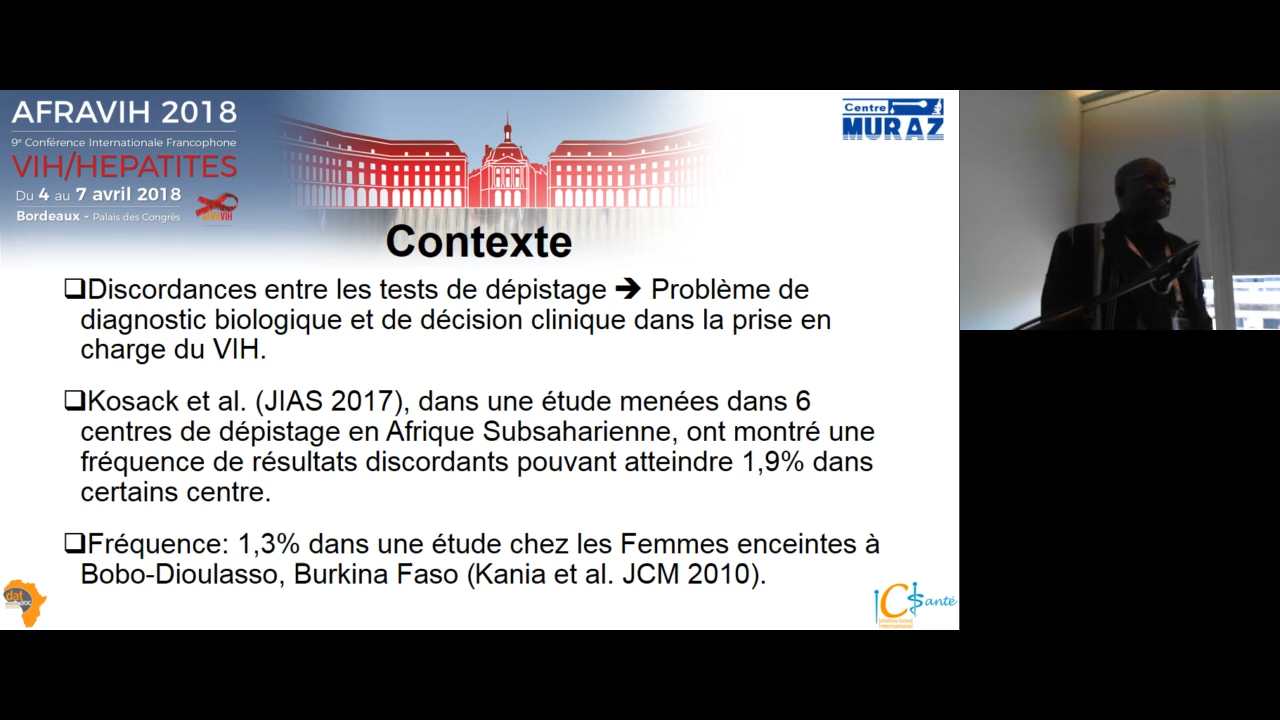 AFRAVIH 2018
9e Conférence Internationale Francophone
VIH/HEPATITES
Du 4 au 7 avril 2018
Bordeaux - Palais des Congrès
AFRAVIH
Centre
MURAZ
Contexte
❑Discordances entre les tests de dépistage ➔ Problème de
diagnostic biologique et de décision clinique dans la prise en
charge du VIH.
❑Kosack et al. (JIAS 2017), dans une étude menées dans 6
centres de dépistage en Afrique Subsaharienne, ont montré une
fréquence de résultats discordants pouvant atteindre 1,9% dans
certains centre.
❑Fréquence: 1,3% dans une étude chez les Femmes enceintes à
Bobo-Dioulasso, Burkina Faso (Kania et al. JCM 2010).
dat
iCi Santé